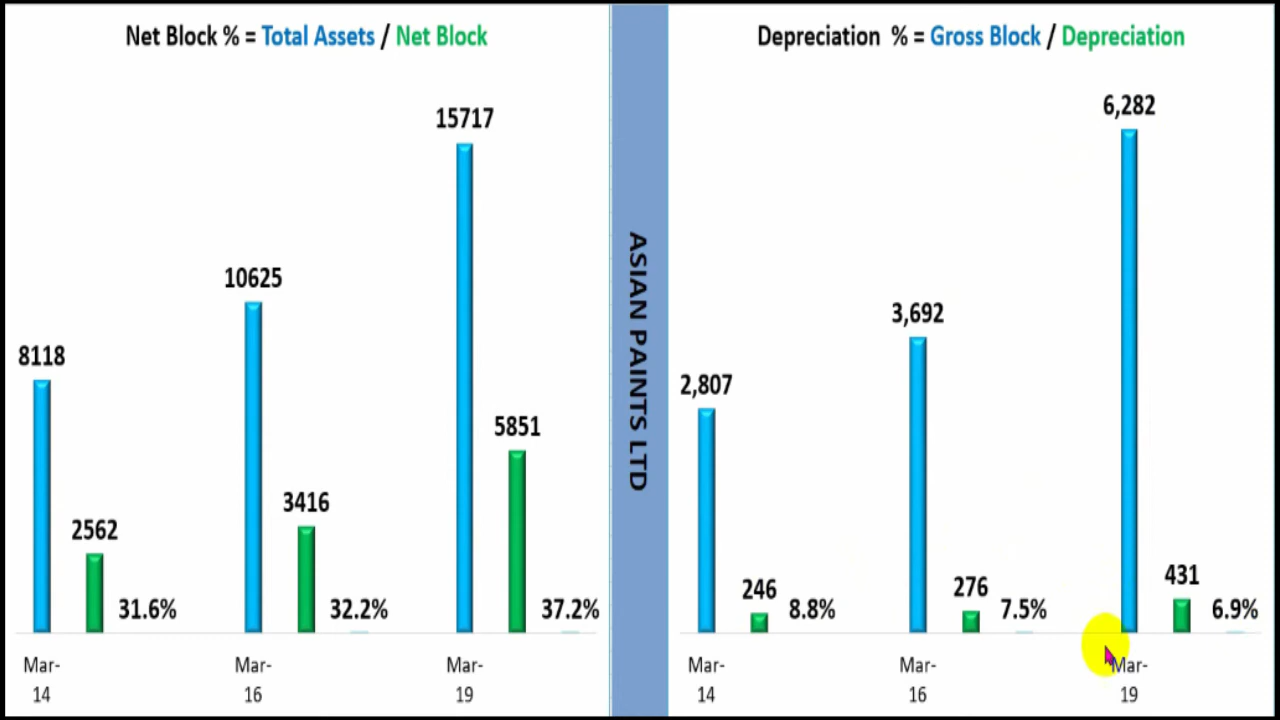 Net Block % = Total Assets / Net Block
15717
10625
8118
5851
3416
2562
31.6%
32.2%
37.2%
Mar-
14
Mar-
16
Mar-
19
ASIAN PAINTS LTD
Depreciation % = Gross Block / Depreciation
6,282
3,692
2,807
431
276
246
8.8%
7.5%
6.9%
Mar-
14
Mar-
16
Mar-
19